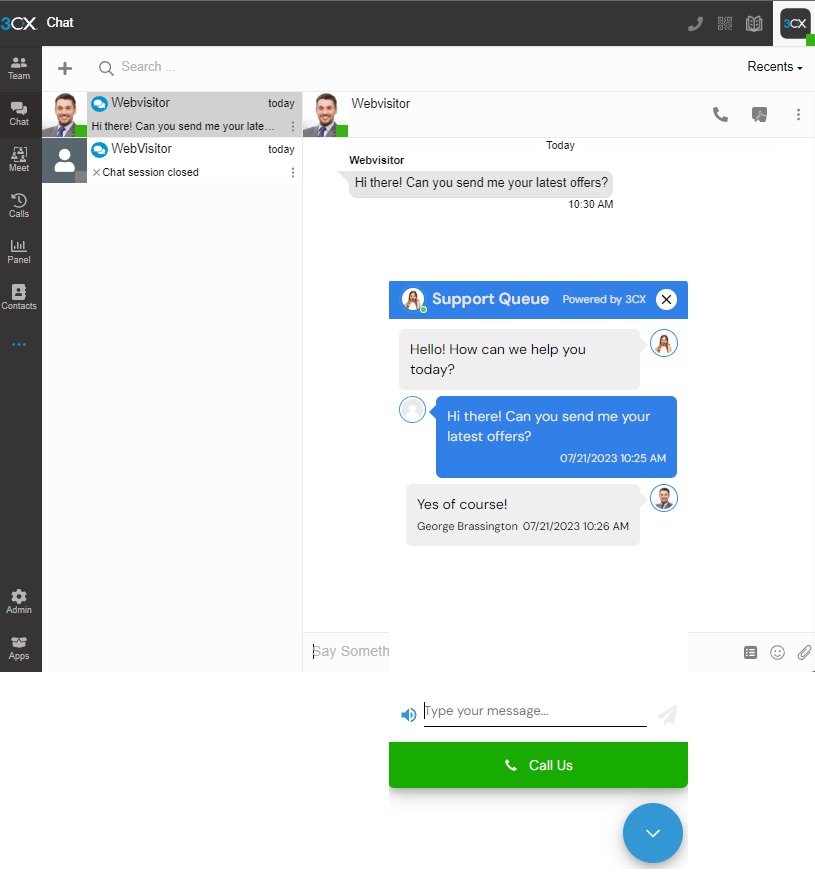 3CX Chat
3CX
Team
Search ...
Recents
Chat
Webvisitor today
Hi there! Can you send me your late...
WebVisitor today
Chat session closed
Meet
Calls
Panel
Contacts
Admin
Apps
Webvisitor
Today
Webvisitor
Hi there! Can you send me your latest offers?
10:30 AM
Support Queue Powered by 3CX
Hello! How can we help you
today?
Hi there! Can you send me your
latest offers?
07/21/2023 10:25 AM
Yes of course!
George Brassington 07/21/2023 10:26 AM
Say Someth
Type your message...
Call Us